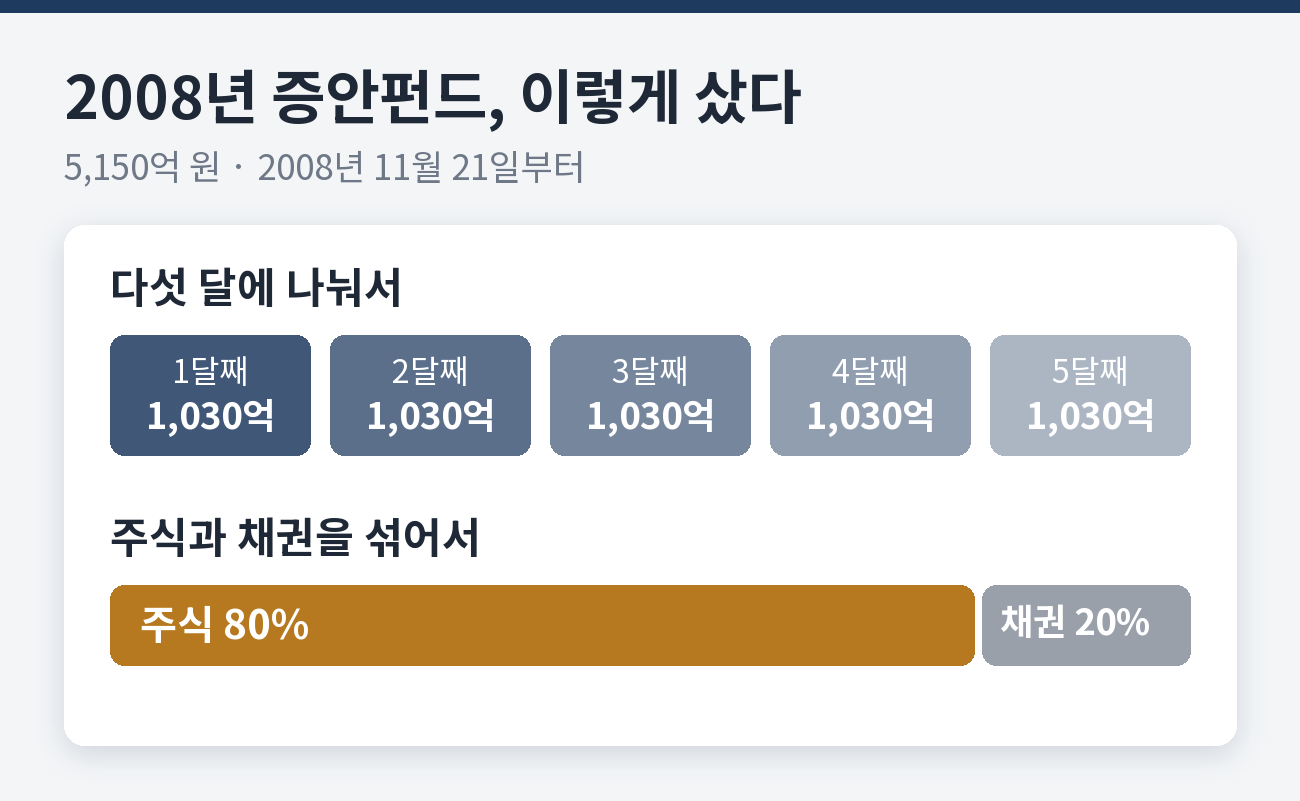 2008년 증안펀드, 이렇게 샀다
5,150억 원 · 2008년 11월 21일부터
다섯 달에 나눠서
1달째 2달째 3달째 4달째 5달째
1,030억 1,030억 1,030억 1,030억 1,030억
주식과 채권을 섞어서
주식 80% 채권 20%